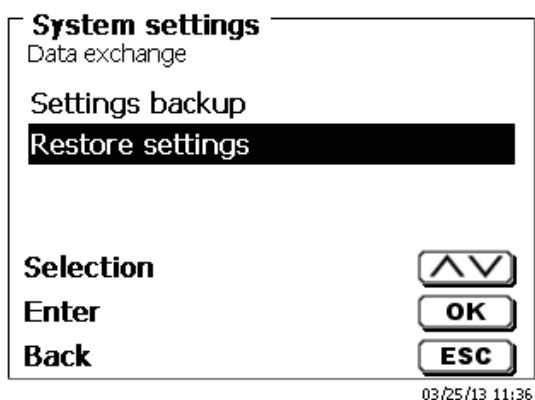 System settings
Data exchange
Settings backup
Restore settings
Selection
Enter OK
Back ESC
03/25/13 11:36